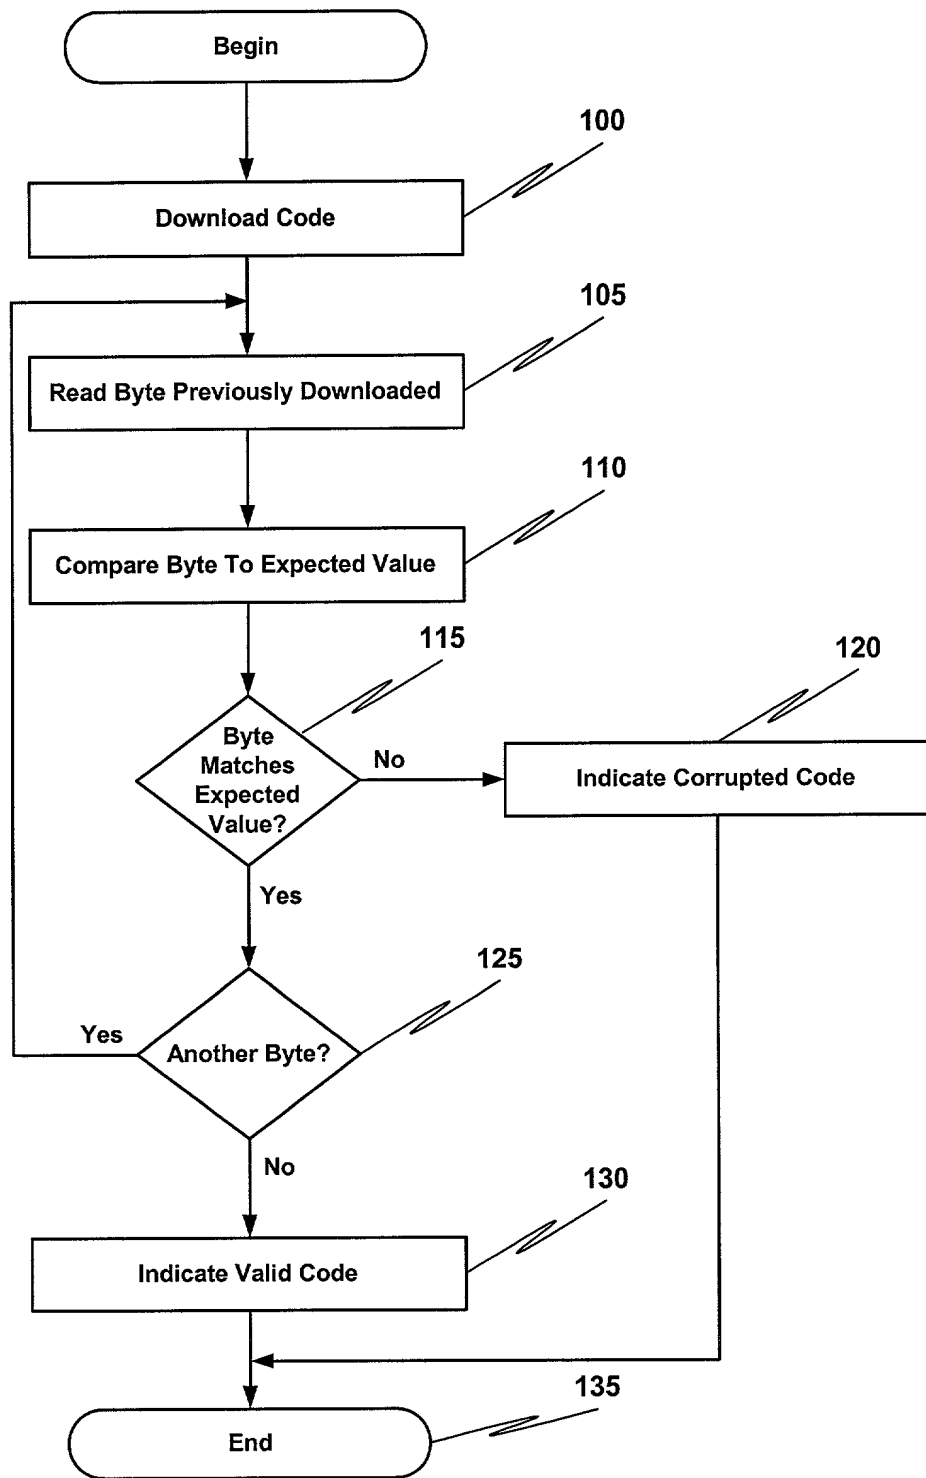 Begin
100
Download Code
105
Read Byte Previously Downloaded
110
Compare Byte To Expected Value
115
Byte
Matches
Expected
Value?
No
120
Indicate Corrupted Code
Yes
125
Yes
Another Byte?
No
130
Indicate Valid Code
135
End